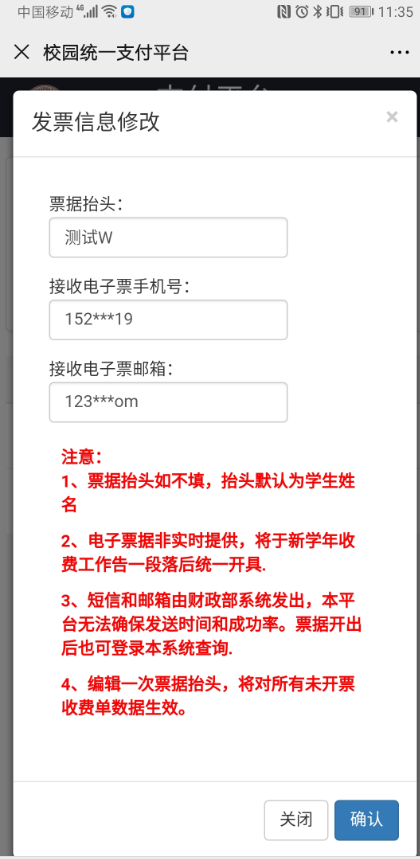 中国移动 46 11:35
91
校园统一支付平台
发票信息修改
票据抬头:
测试W
接收电子票手机号:
152***19
接收电子票邮箱:
123***om
注意:
1、票据抬头如不填，抬头默认为学生姓
名
2、电子票据非实时提供，将于新学年收
费工作告一段落后统一开具.
3、短信和邮箱由财政部系统发出，本平
台无法确保发送时间和成功率。票据开出
后也可登录本系统查询.
4、编辑一次票据抬头，将对所有未开票
收费单数据生效。
关闭 确认